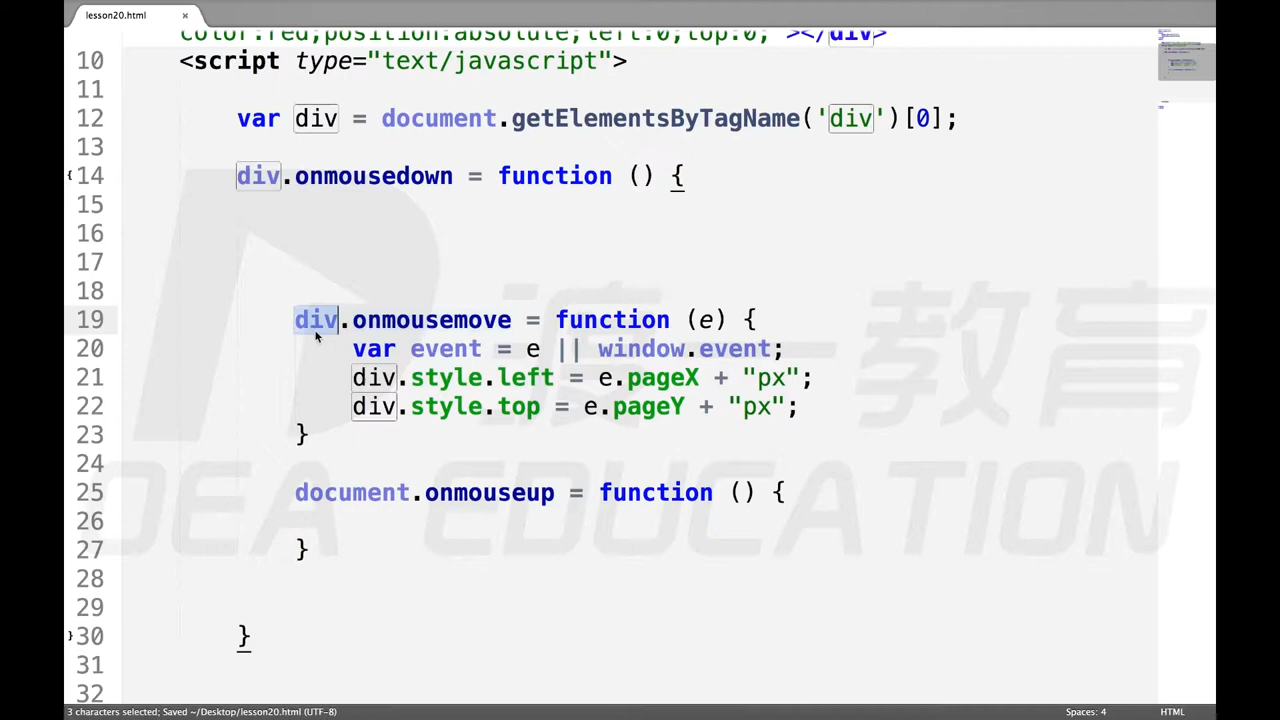 lesson20.html ×
color:red;position:absolute;left:0;top:0; "></div>
10 <script type="text/javascript">
11
12 var div = document.getElementsByTagName('div')[0];
13
14 div.onmousedown = function () {
15
16
17
18
19 div.onmousemove = function (e) {
20 var event = e || window.event;
21 div.style.left = e.pageX + "px";
22 div.style.top = e.pageY + "px";
23 }
24
25 document.onmouseup = function () {
26
27 }
28
29
30 }
31
32
渡一教育
DEA EDUCATION
3 characters selected; Saved ~/Desktop/lesson20.html (UTF-8)
Spaces: 4
HTML